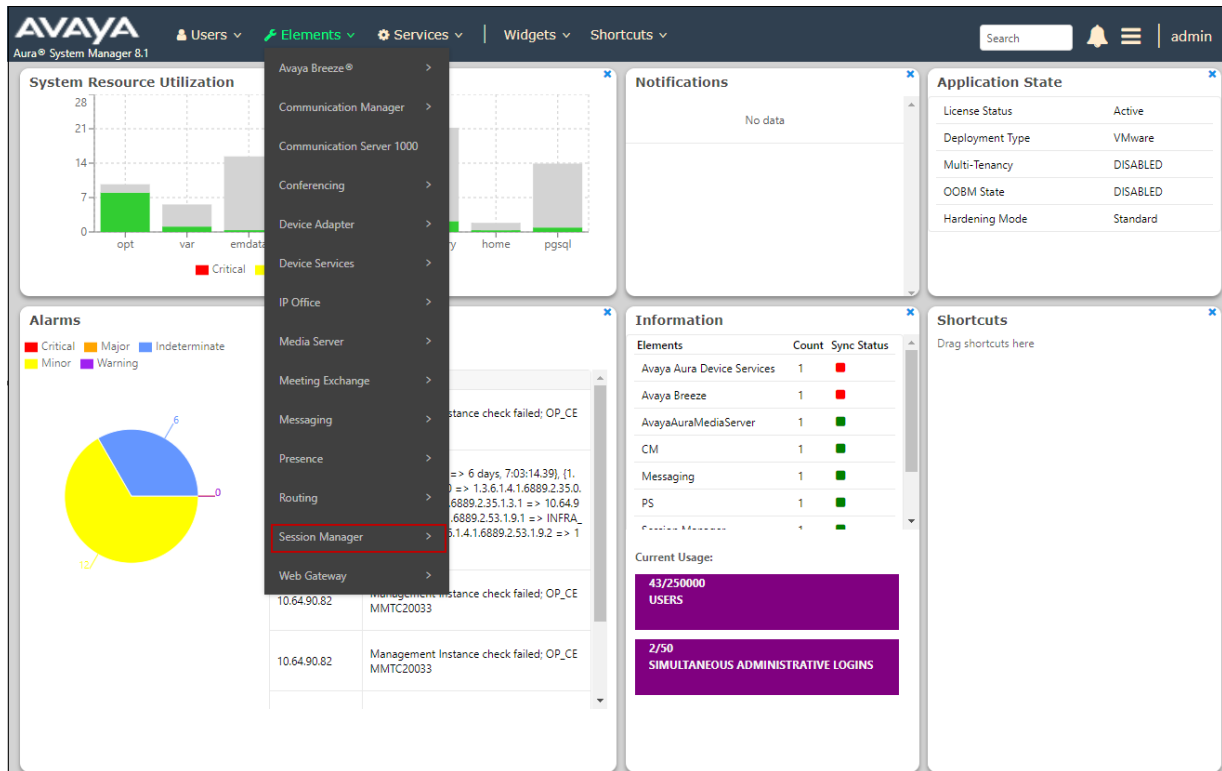 AVAYA
Aura® System Manager 8.1
Users
Elements
Services
Widgets
Shortcuts
Search
admin
Avaya Breeze®
Communication Manager
Communication Server 1000
Conferencing
Device Adapter
Device Services
IP Office
Media Server
Meeting Exchange
Messaging
Presence
Routing
Session Manager
Web Gateway
System Resource Utilization
28
21
14
7
0
opt
var
home
pgsql
Critical
Notifications
No data
Application State
License Status Active
Deployment Type VMware
Multi-Tenancy DISABLED
OOBM State DISABLED
Hardening Mode Standard
Alarms
Critical Major Indeterminate
Minor Warning
6
0
12
stance check failed; OP_CE
=> 6 days, 7:03:14.39}, {1.
=> 1.3.6.1.4.1.6889.2.35.0.
.6889.2.35.1.3.1 => 10.64.9
.6889.2.53.1.9.1 => INFRA_
5.1.4.1.6889.2.53.1.9.2 => 1
10.64.90.82
Management Instance check failed; OP_CE
MMTC20033
10.64.90.82
Management Instance check failed; OP_CE
MMTC20033
Information
Elements Count Sync Status
Avaya Aura Device Services 1
Avaya Breeze 1
AvayaAuraMediaServer 1
CM 1
Messaging 1
PS 1
Session Manager 1
Current Usage:
43/250000
USERS
2/50
SIMULTANEOUS ADMINISTRATIVE LOGINS
Shortcuts
Drag shortcuts here